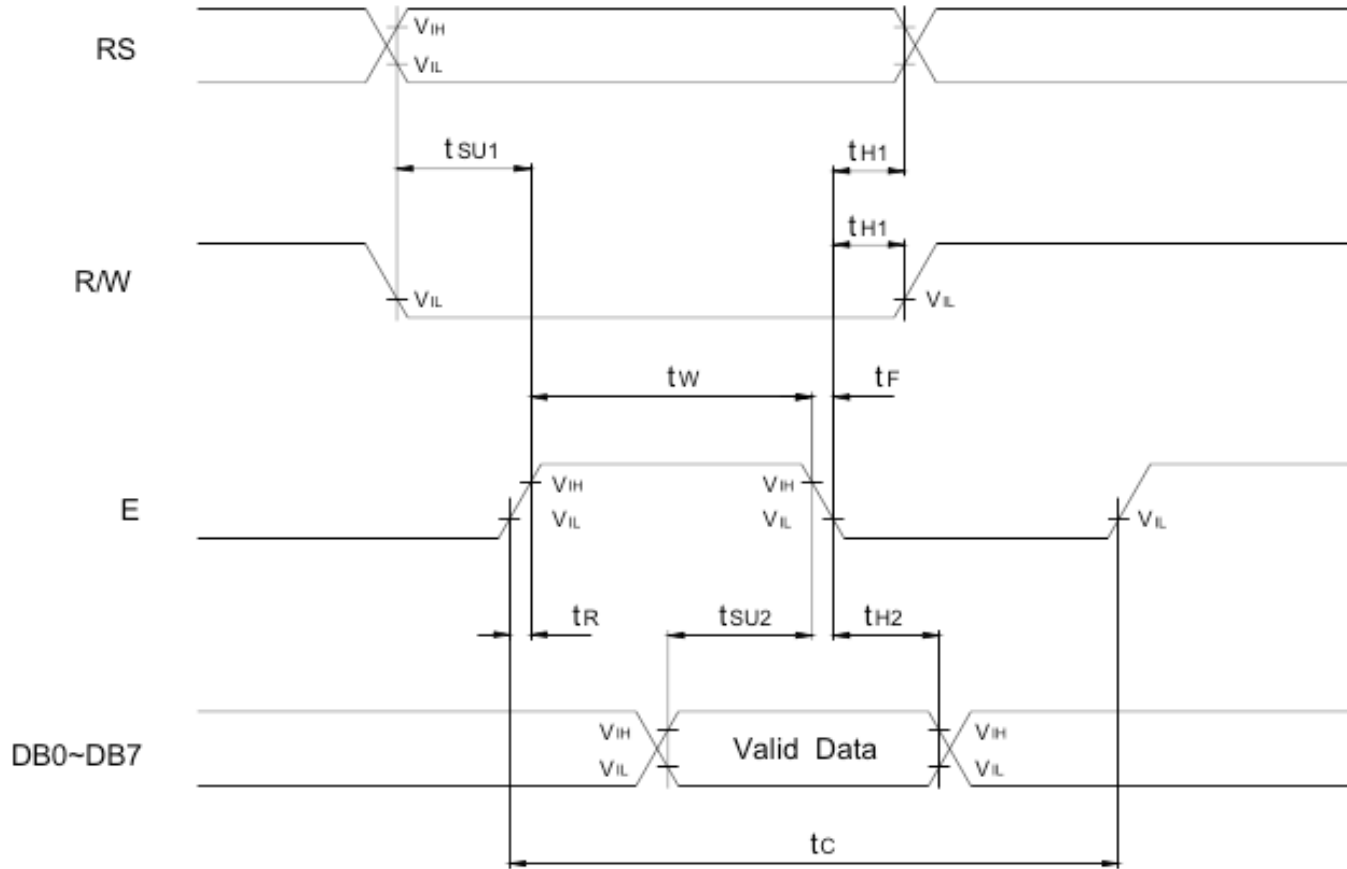 VIH
RS
VIL
tSU1 tH1
tH1
R/W
VIL VIL
tW tF
VIH VIH
E VIL VIL VIL
tR tSU2 tH2
VIH VIH
DB0~DB7 Valid Data
VIL VIL
tC